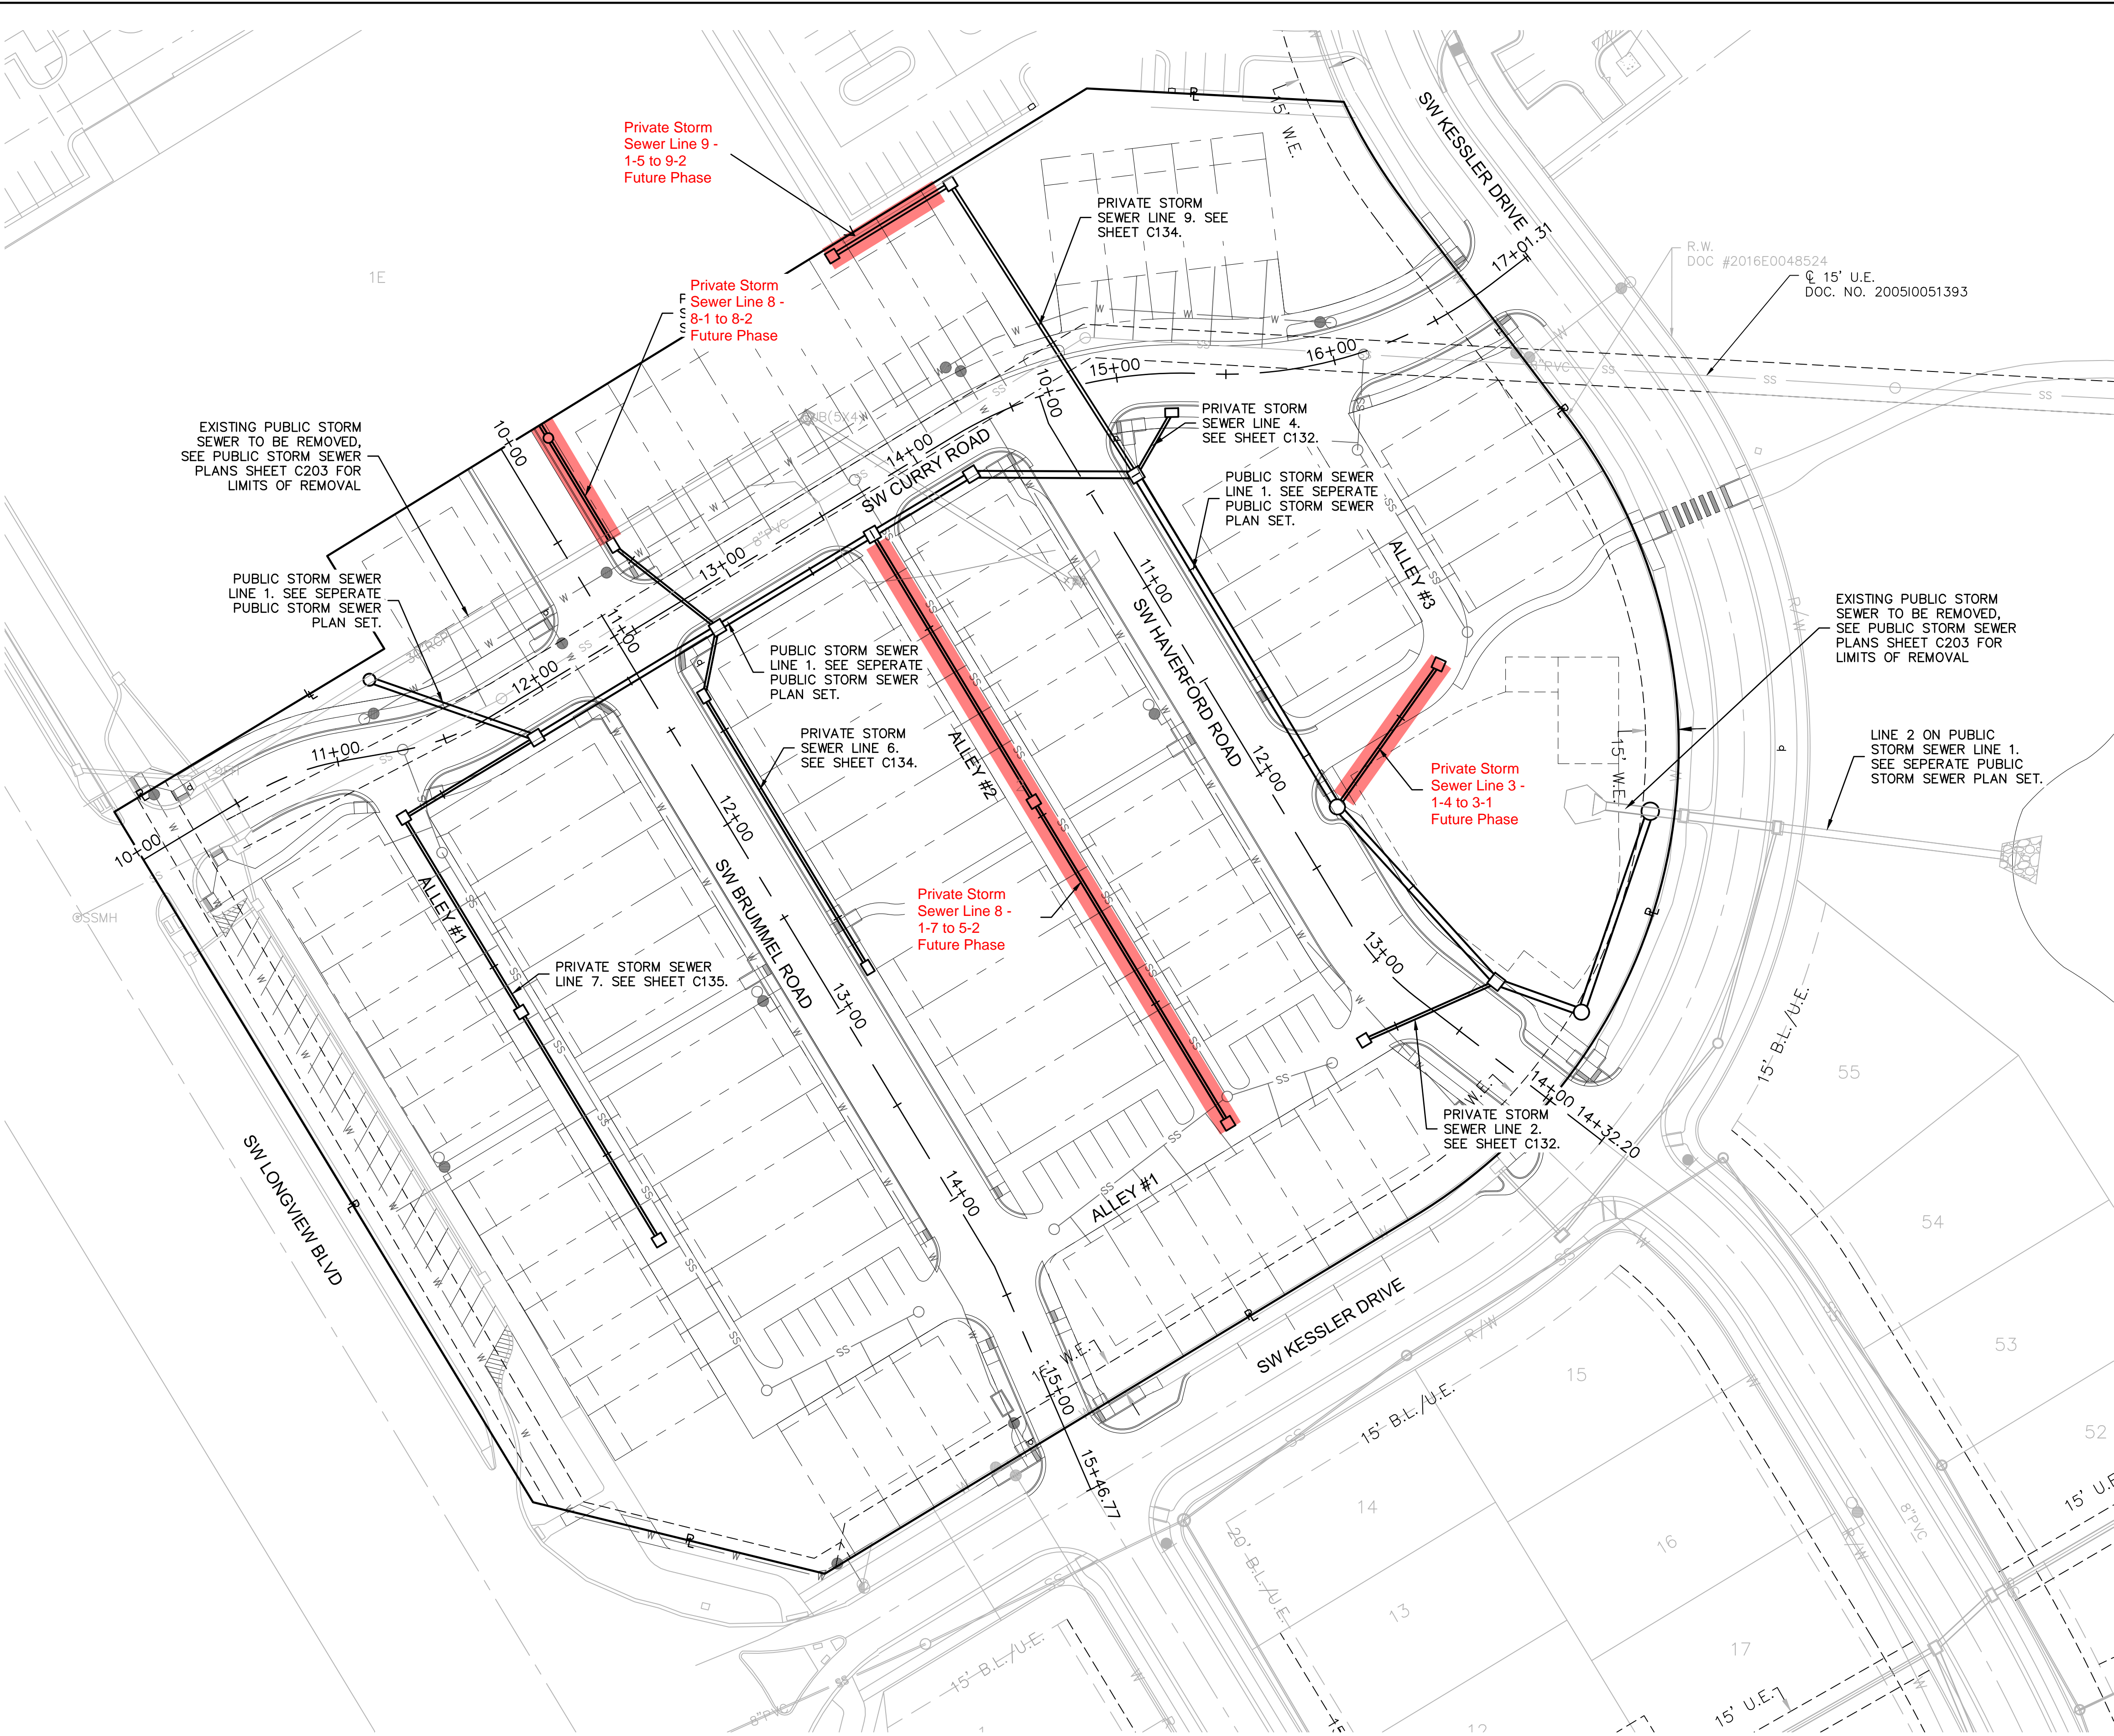 Private Storm
Sewer Line 9 -
1-5 to 9-2
Future Phase
15' W.E.
SW KESSLER DRIVE
PRIVATE STORM
SEWER LINE 9. SEE
SHEET C134.
17+01.31
R.W.
DOC #2016E0048524
℄ 15' U.E.
DOC. NO. 2005I0051393
1E
Private Storm
Sewer Line 8 -
8-1 to 8-2
Future Phase
EXISTING PUBLIC STORM
SEWER TO BE REMOVED,
SEE PUBLIC STORM SEWER
PLANS SHEET C203 FOR
LIMITS OF REMOVAL
10+00
14+00
SW CURRY ROAD
10+00
15+00
16+00
8"PVC
SS
PRIVATE STORM
SEWER LINE 4.
SEE SHEET C132.
PUBLIC STORM SEWER
LINE 1. SEE SEPERATE
PUBLIC STORM SEWER
PLAN SET.
PUBLIC STORM SEWER
LINE 1. SEE SEPERATE
PUBLIC STORM SEWER
PLAN SET.
8"PVC
13+00
11+00
11+00
ALLEY #3
SW HAVERFORD ROAD
EXISTING PUBLIC STORM
SEWER TO BE REMOVED,
SEE PUBLIC STORM SEWER
PLANS SHEET C203 FOR
LIMITS OF REMOVAL
R/W
30"RCP
12+00
PUBLIC STORM SEWER
LINE 1. SEE SEPERATE
PUBLIC STORM SEWER
PLAN SET.
PRIVATE STORM
SEWER LINE 6.
SEE SHEET C134.
ALLEY #2
12+00
15' W.E.
LINE 2 ON PUBLIC
STORM SEWER LINE 1.
SEE SEPERATE PUBLIC
STORM SEWER PLAN SET.
11+00
10+00
Private Storm
Sewer Line 3 -
1-4 to 3-1
Future Phase
12+00
SW BRUMMEL ROAD
ALLEY #1
SSMH
Private Storm
Sewer Line 8 -
1-7 to 5-2
Future Phase
PRIVATE STORM SEWER
LINE 7. SEE SHEET C135.
13+00
13+00
15' B.L./U.E.
55
W.E.
14+00
14+32.20
PRIVATE STORM
SEWER LINE 2.
SEE SHEET C132.
SW LONGVIEW BLVD
14+00
ALLEY #1
54
SW KESSLER DRIVE
R/W
53
15
15' B.L./U.E.
W.E.
15+00
15+46.77
52
14
20' B.L./U.E.
16
R/W
8"PVC
15' U.E.
13
17
15' B.L./U.E.
8"PVC
15' U.E.
12